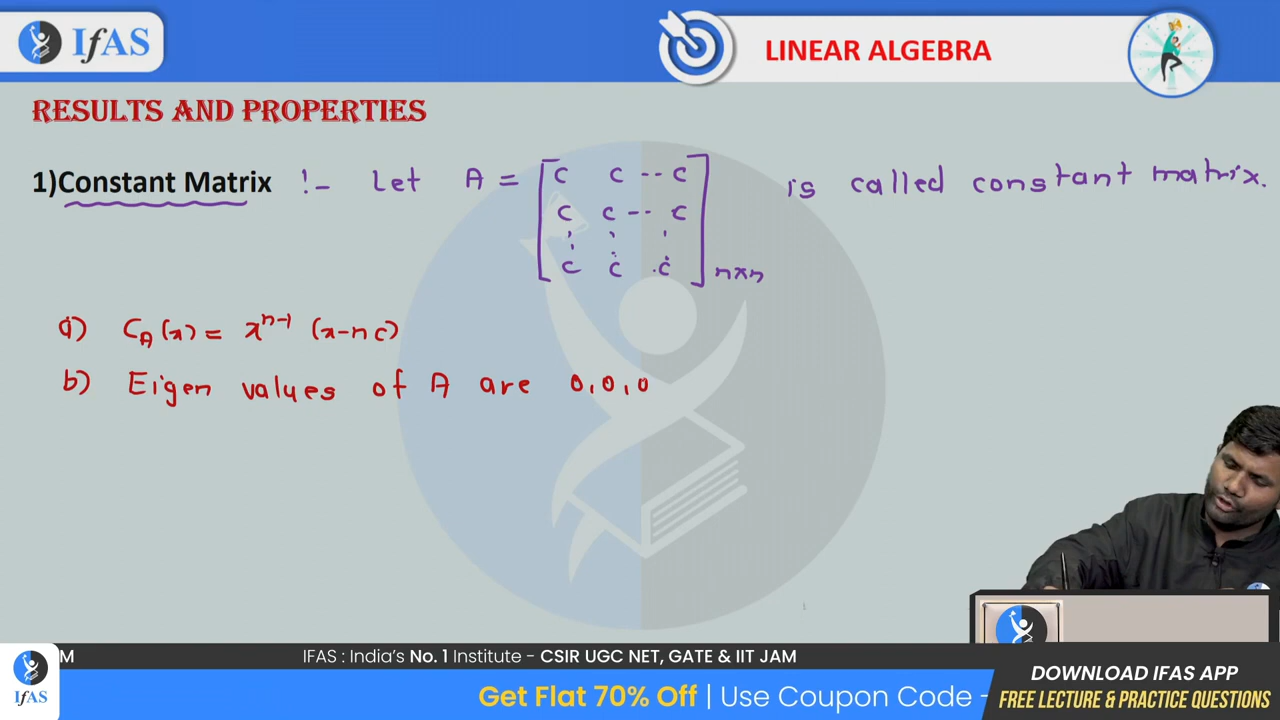 IfAS
LINEAR ALGEBRA
RESULTS AND PROPERTIES
1)Constant Matrix :- Let A = [c c -- c is called constant matrix.
c c -- c
⋮ ⋮ ⋮
c c c]n×n
a) C_A(x) = x^{n-1} (x-nc)
b) Eigen values of A are 0,0,0
M IFAS : India's No. 1 Institute - CSIR UGC NET, GATE & IIT JAM
IfAS
Get Flat 70% Off | Use Coupon Code -
DOWNLOAD IFAS APP
FREE LECTURE & PRACTICE QUESTIONS